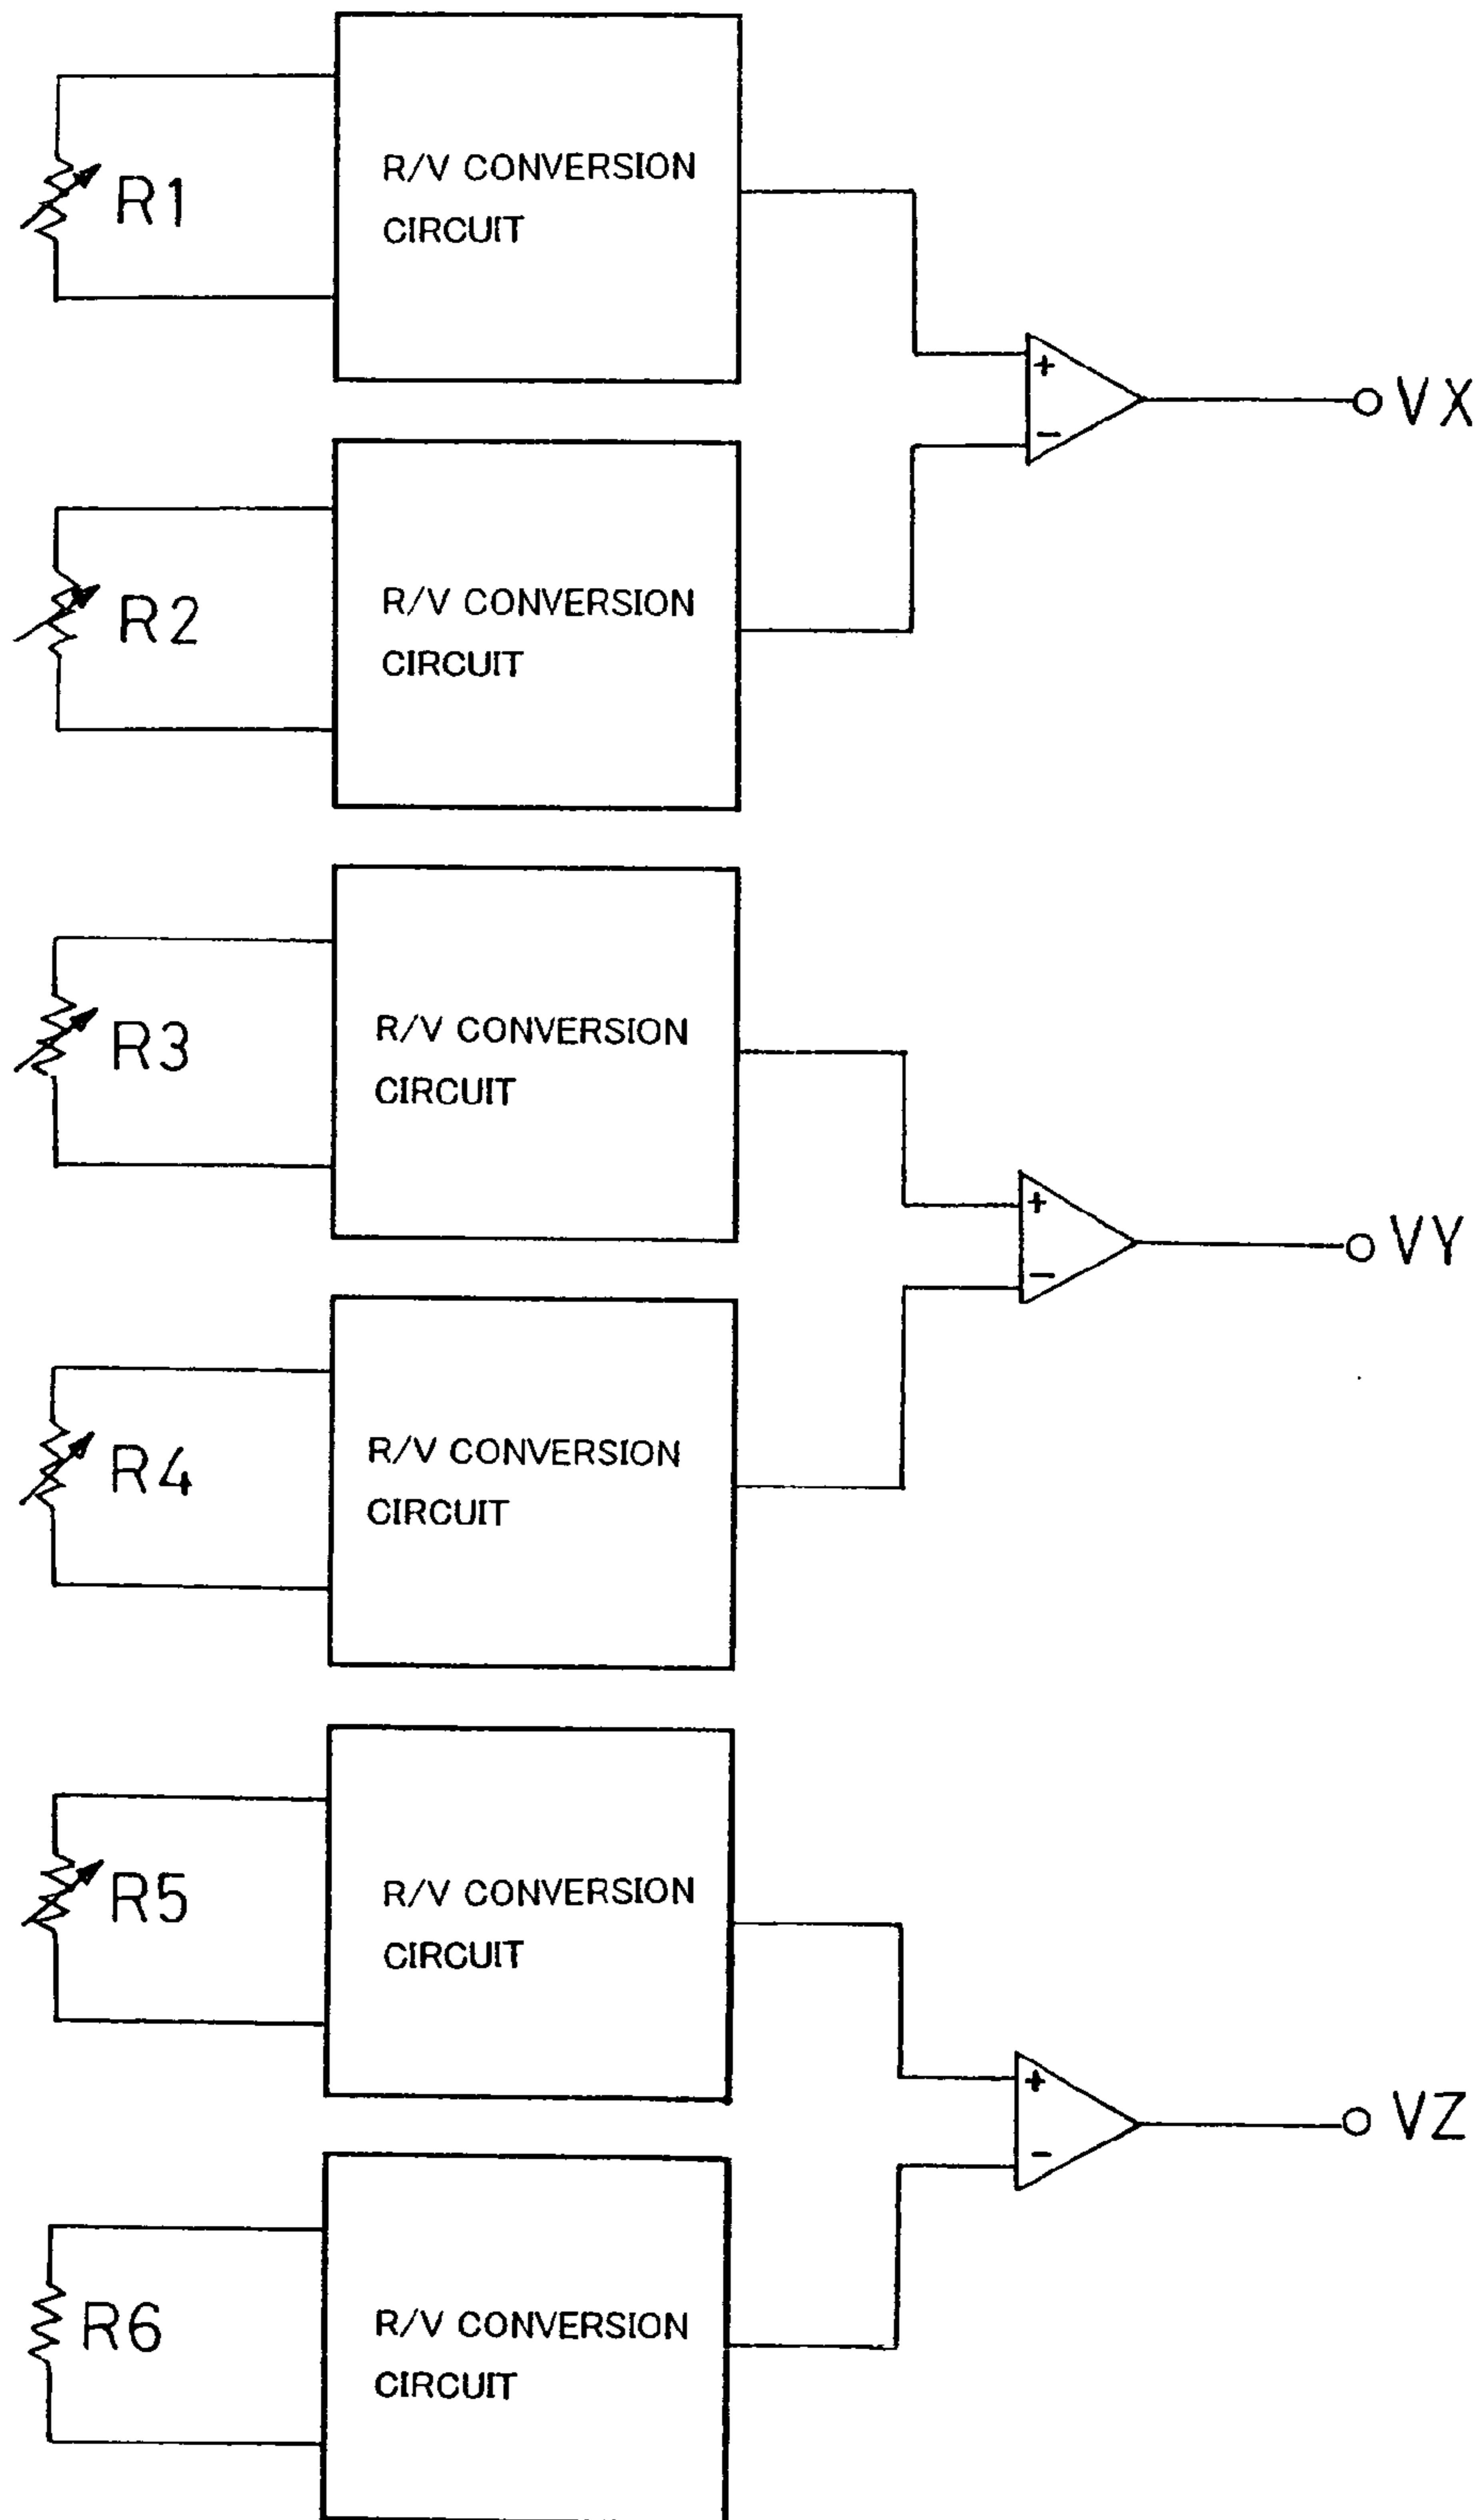 R1
R/V CONVERSION
CIRCUIT
+
−
VX
R2
R/V CONVERSION
CIRCUIT
R3
R/V CONVERSION
CIRCUIT
+
−
VY
R4
R/V CONVERSION
CIRCUIT
R5
R/V CONVERSION
CIRCUIT
+
−
VZ
R6
R/V CONVERSION
CIRCUIT